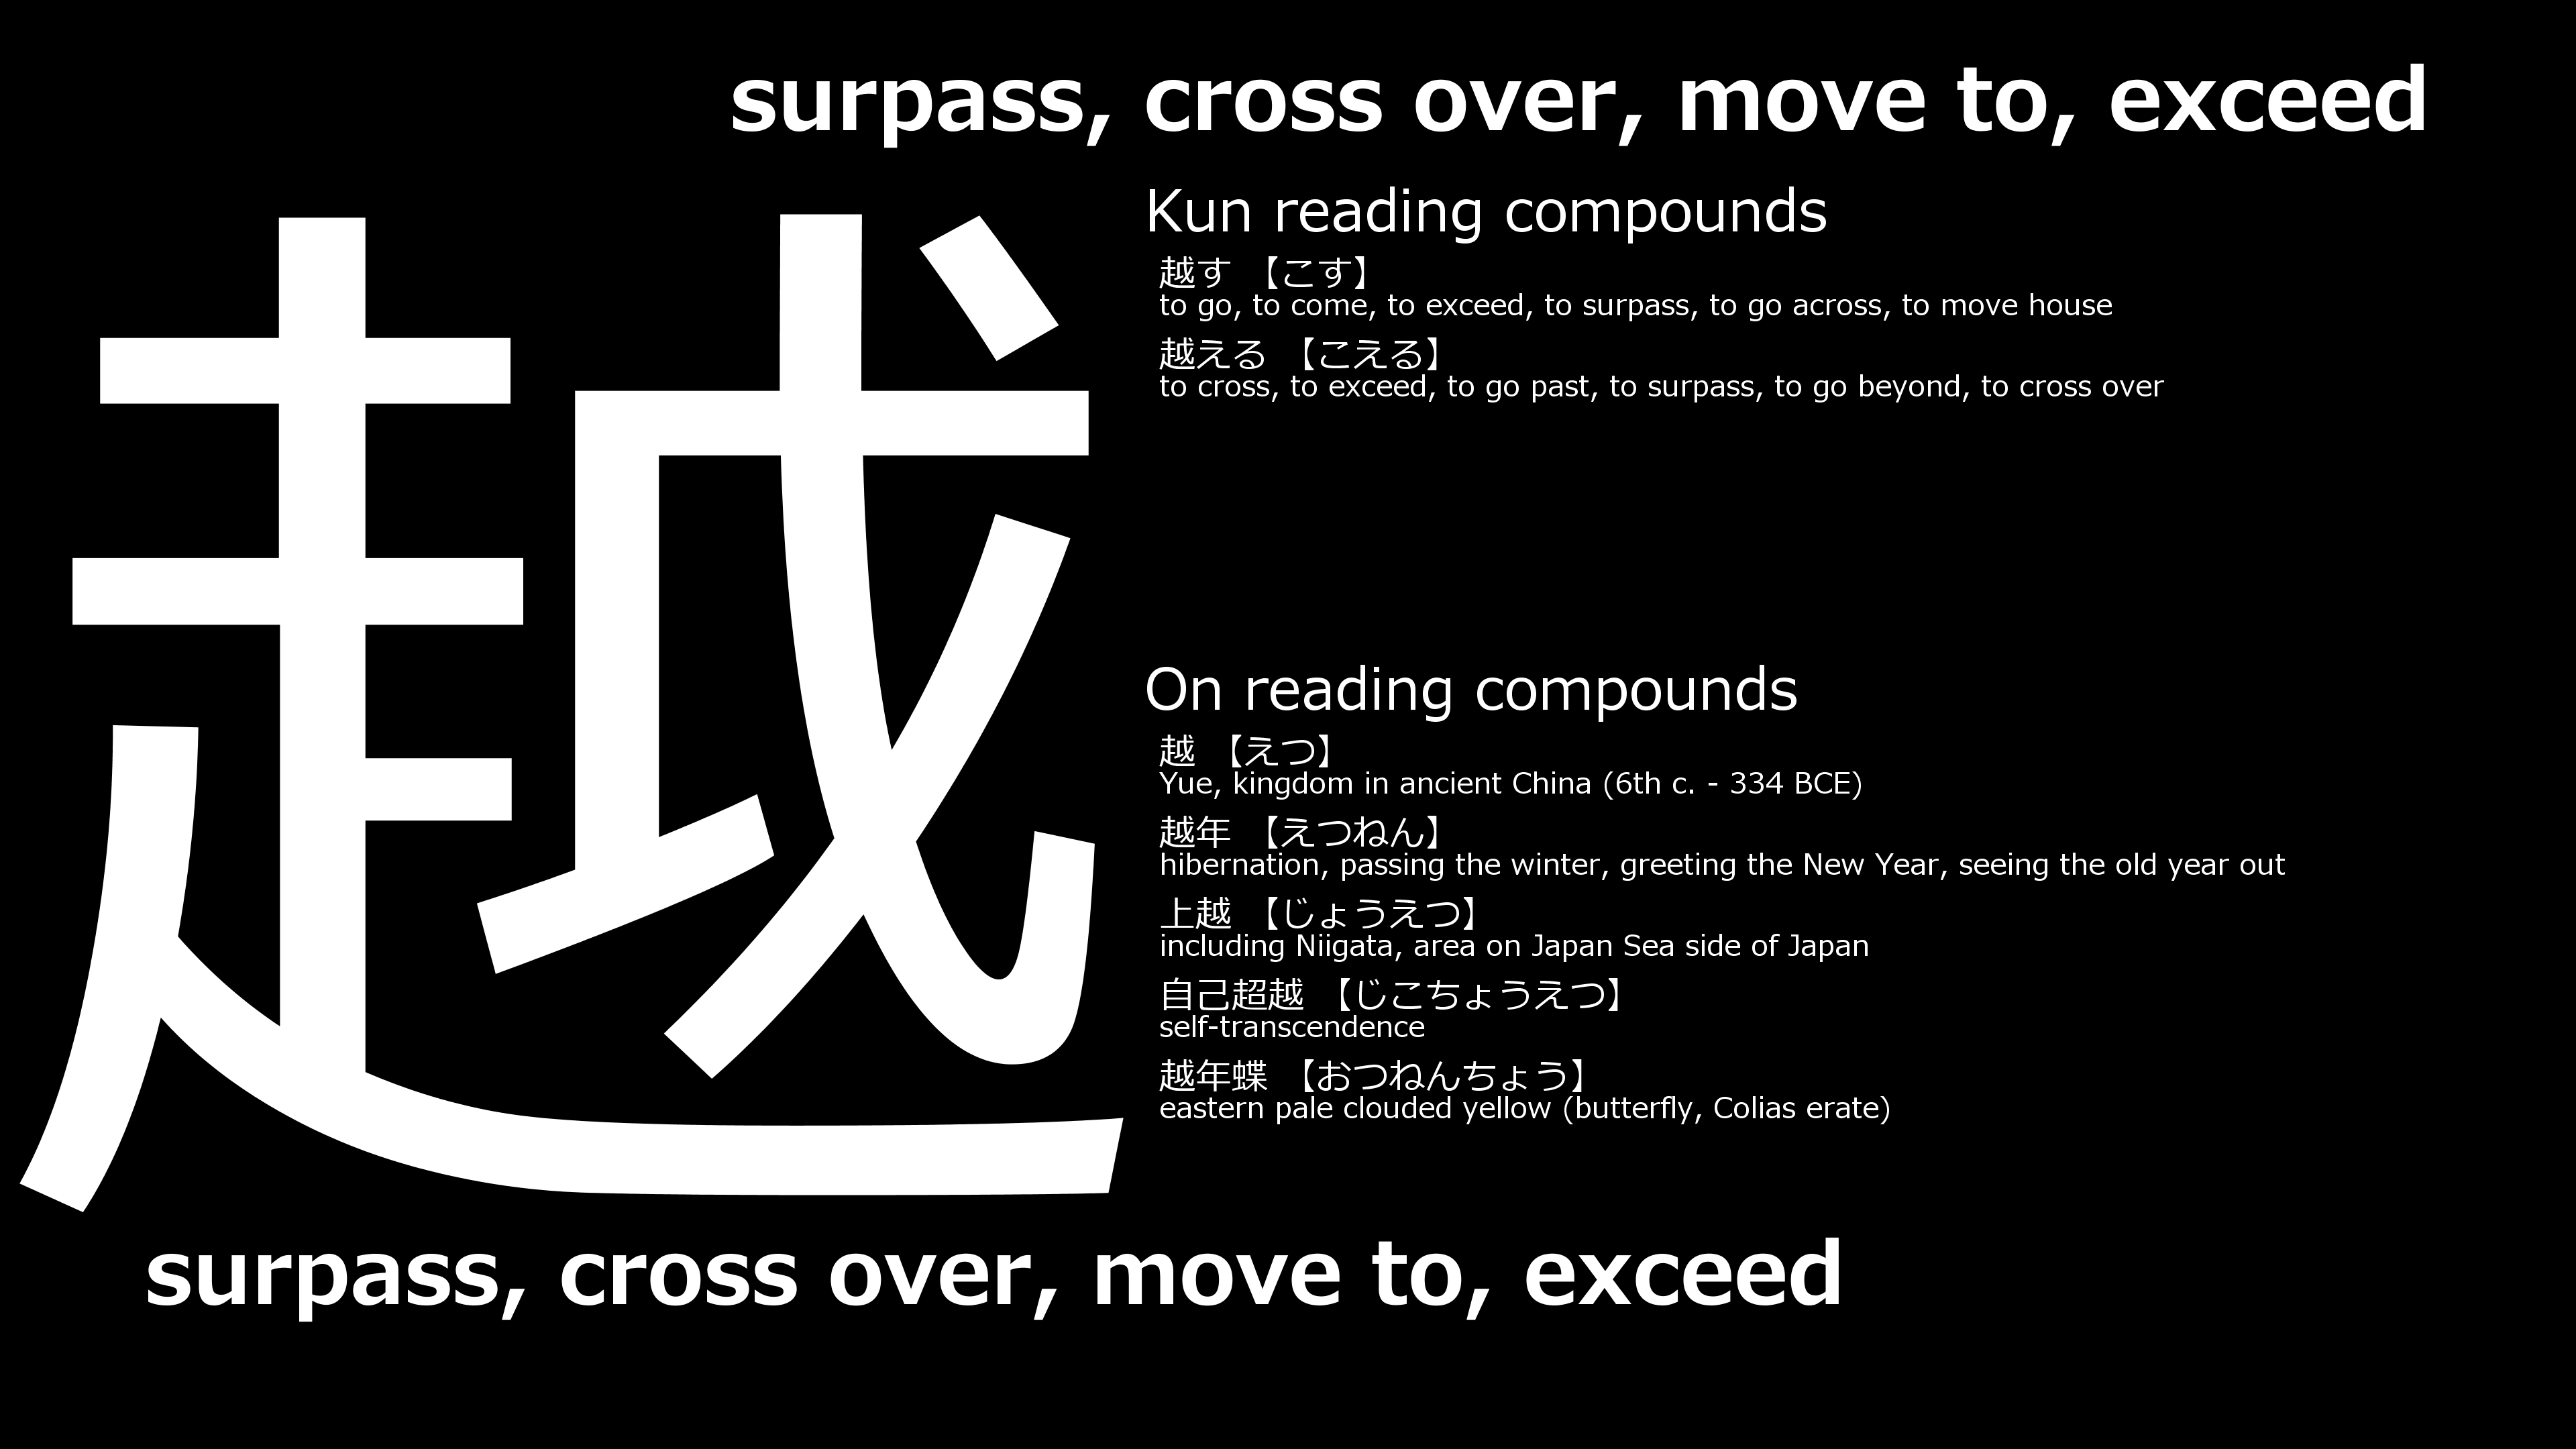 surpass, cross over, move to, exceed
越
Kun reading compounds
越す 【こす】
to go, to come, to exceed, to surpass, to go across, to move house
越える 【こえる】
to cross, to exceed, to go past, to surpass, to go beyond, to cross over
On reading compounds
越 【えつ】
Yue, kingdom in ancient China (6th c. - 334 BCE)
越年 【えつねん】
hibernation, passing the winter, greeting the New Year, seeing the old year out
上越 【じょうえつ】
including Niigata, area on Japan Sea side of Japan
自己超越 【じこちょうえつ】
self-transcendence
越年蝶 【おつねんちょう】
eastern pale clouded yellow (butterfly, Colias erate)
surpass, cross over, move to, exceed